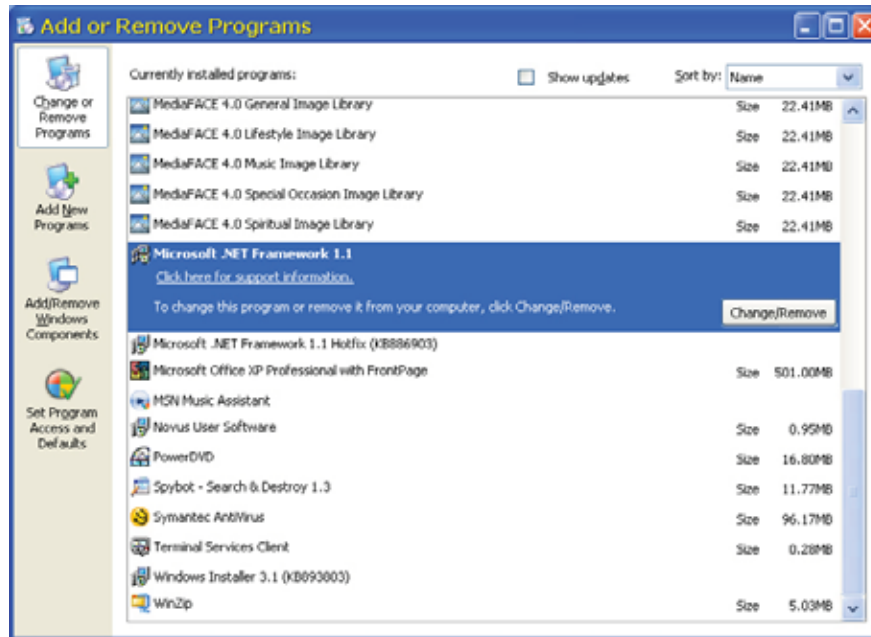 Add or Remove Programs
Change or
Remove
Programs
Add New
Programs
Add/Remove
Windows
Components
Set Program
Access and
Defaults
Currently installed programs:
Show updates
Sort by: Name
MediaFACE 4.0 General Image Library Size 22.41MB
MediaFACE 4.0 Lifestyle Image Library Size 22.41MB
MediaFACE 4.0 Music Image Library Size 22.41MB
MediaFACE 4.0 Special Occasion Image Library Size 22.41MB
MediaFACE 4.0 Spiritual Image Library Size 22.41MB
Microsoft .NET Framework 1.1
Click here for support information.
To change this program or remove it from your computer, click Change/Remove.
Change/Remove
Microsoft .NET Framework 1.1 Hotfix (KB886903)
Microsoft Office XP Professional with FrontPage Size 501.00MB
MSN Music Assistant
Novus User Software Size 0.95MB
PowerDVD Size 16.80MB
Spybot - Search & Destroy 1.3 Size 11.77MB
Symantec AntiVirus Size 96.17MB
Terminal Services Client Size 0.28MB
Windows Installer 3.1 (KB893803)
WinZip Size 5.03MB